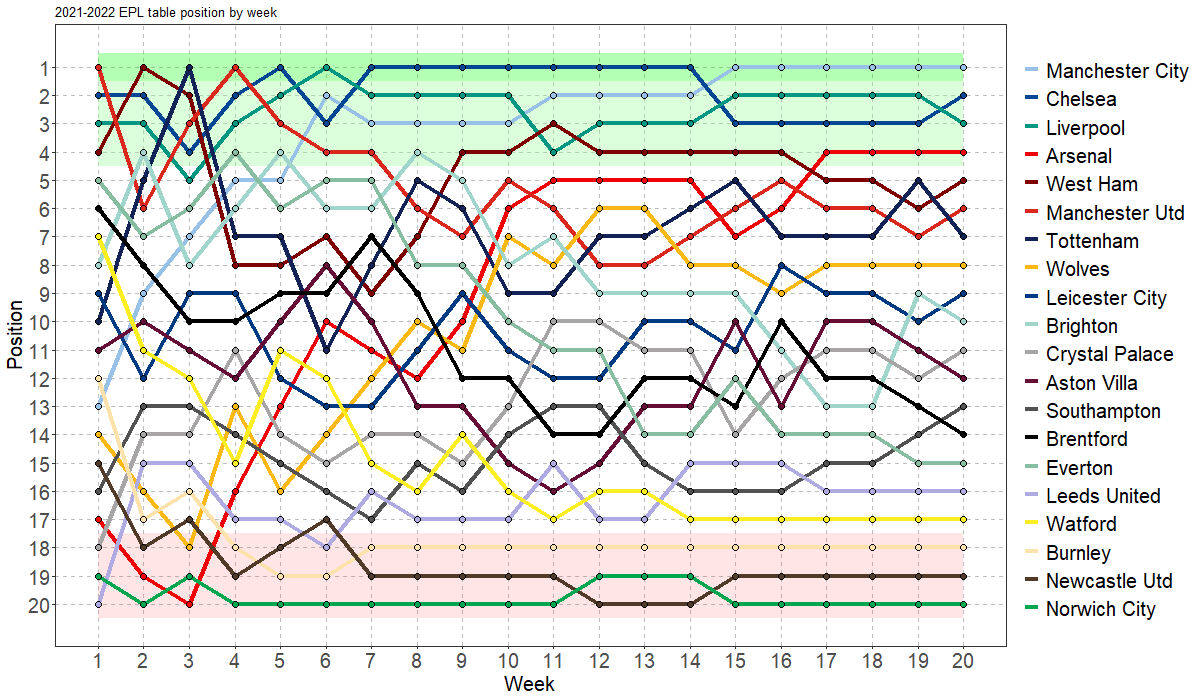 2021-2022 EPL table position by week
Position
1
2
3
4
5
6
7
8
9
10
11
12
13
14
15
16
17
18
19
20
1 2 3 4 5 6 7 8 9 10 11 12 13 14 15 16 17 18 19 20
Week
Manchester City
Chelsea
Liverpool
Arsenal
West Ham
Manchester Utd
Tottenham
Wolves
Leicester City
Brighton
Crystal Palace
Aston Villa
Southampton
Brentford
Everton
Leeds United
Watford
Burnley
Newcastle Utd
Norwich City